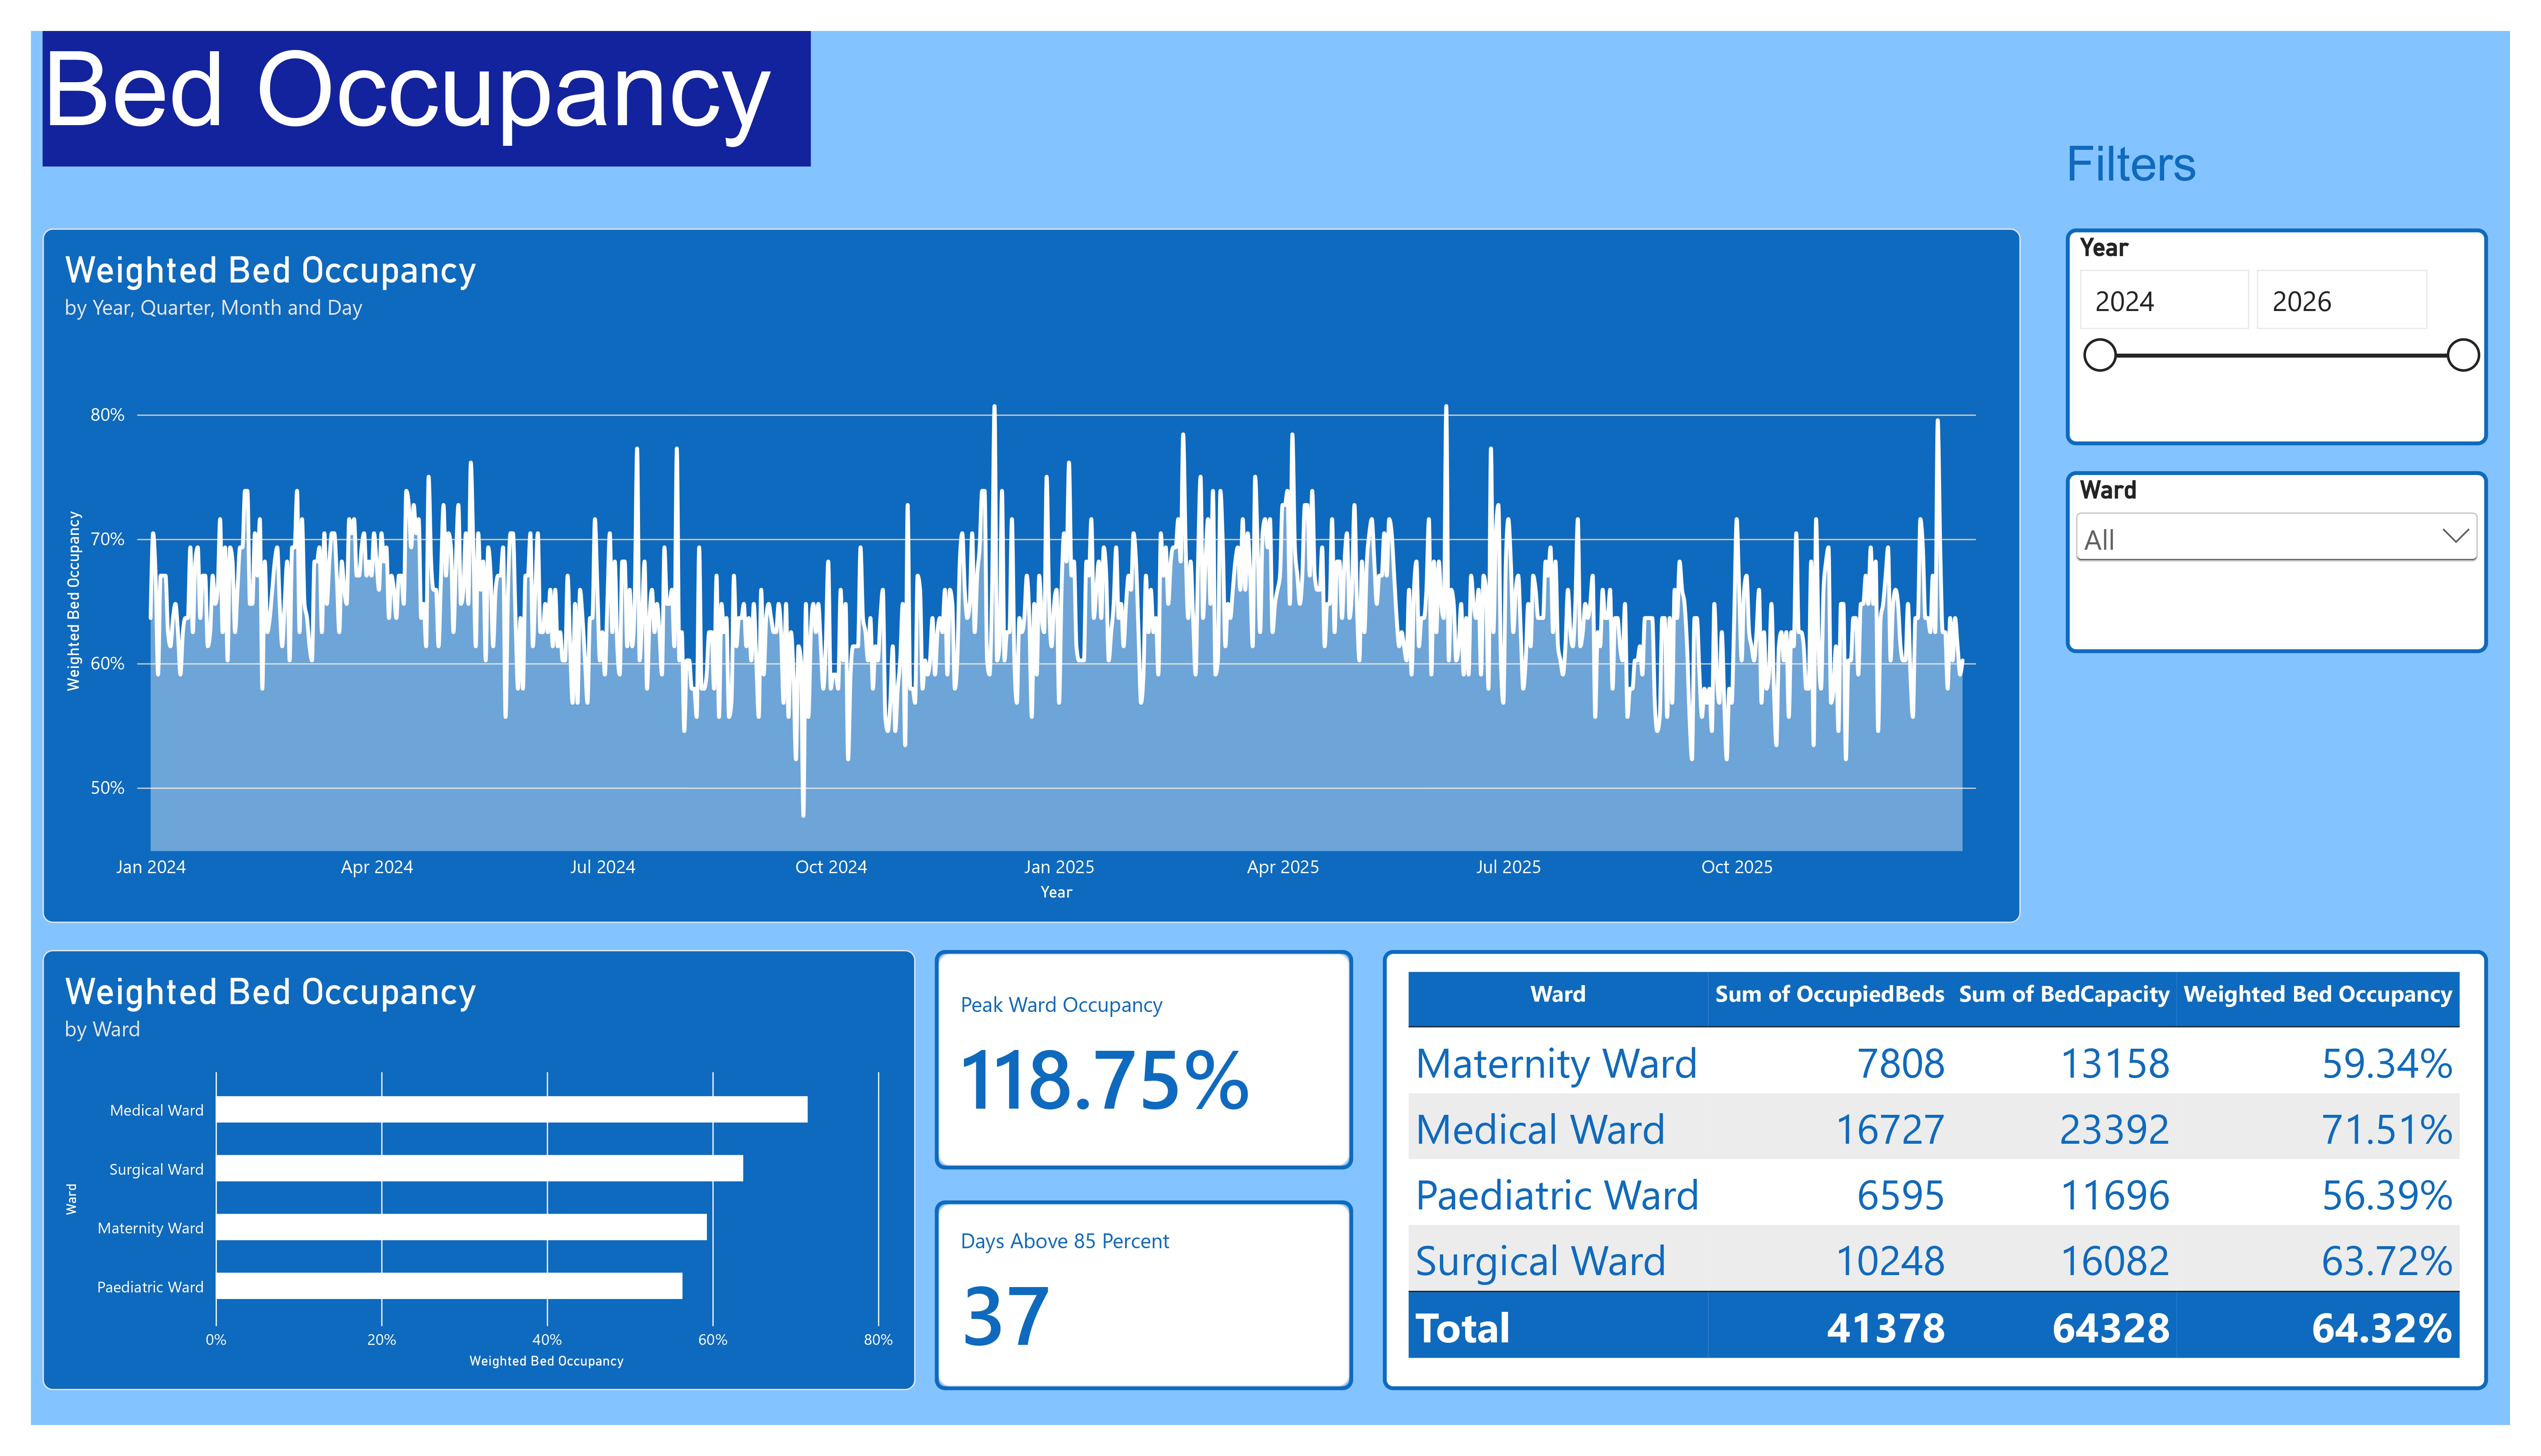 Bed Occupancy
Filters
Weighted Bed Occupancy
by Year, Quarter, Month and Day
80%
70%
60%
50%
Weighted Bed Occupancy
Jan 2024 Apr 2024 Jul 2024 Oct 2024 Jan 2025 Apr 2025 Jul 2025 Oct 2025
Year
Year
2024 2026
Ward
All
Weighted Bed Occupancy
by Ward
Ward
Medical Ward
Surgical Ward
Maternity Ward
Paediatric Ward
0% 20% 40% 60% 80%
Weighted Bed Occupancy
Peak Ward Occupancy
118.75%
Days Above 85 Percent
37
Ward Sum of OccupiedBeds Sum of BedCapacity Weighted Bed Occupancy
Maternity Ward 7808 13158 59.34%
Medical Ward 16727 23392 71.51%
Paediatric Ward 6595 11696 56.39%
Surgical Ward 10248 16082 63.72%
Total 41378 64328 64.32%